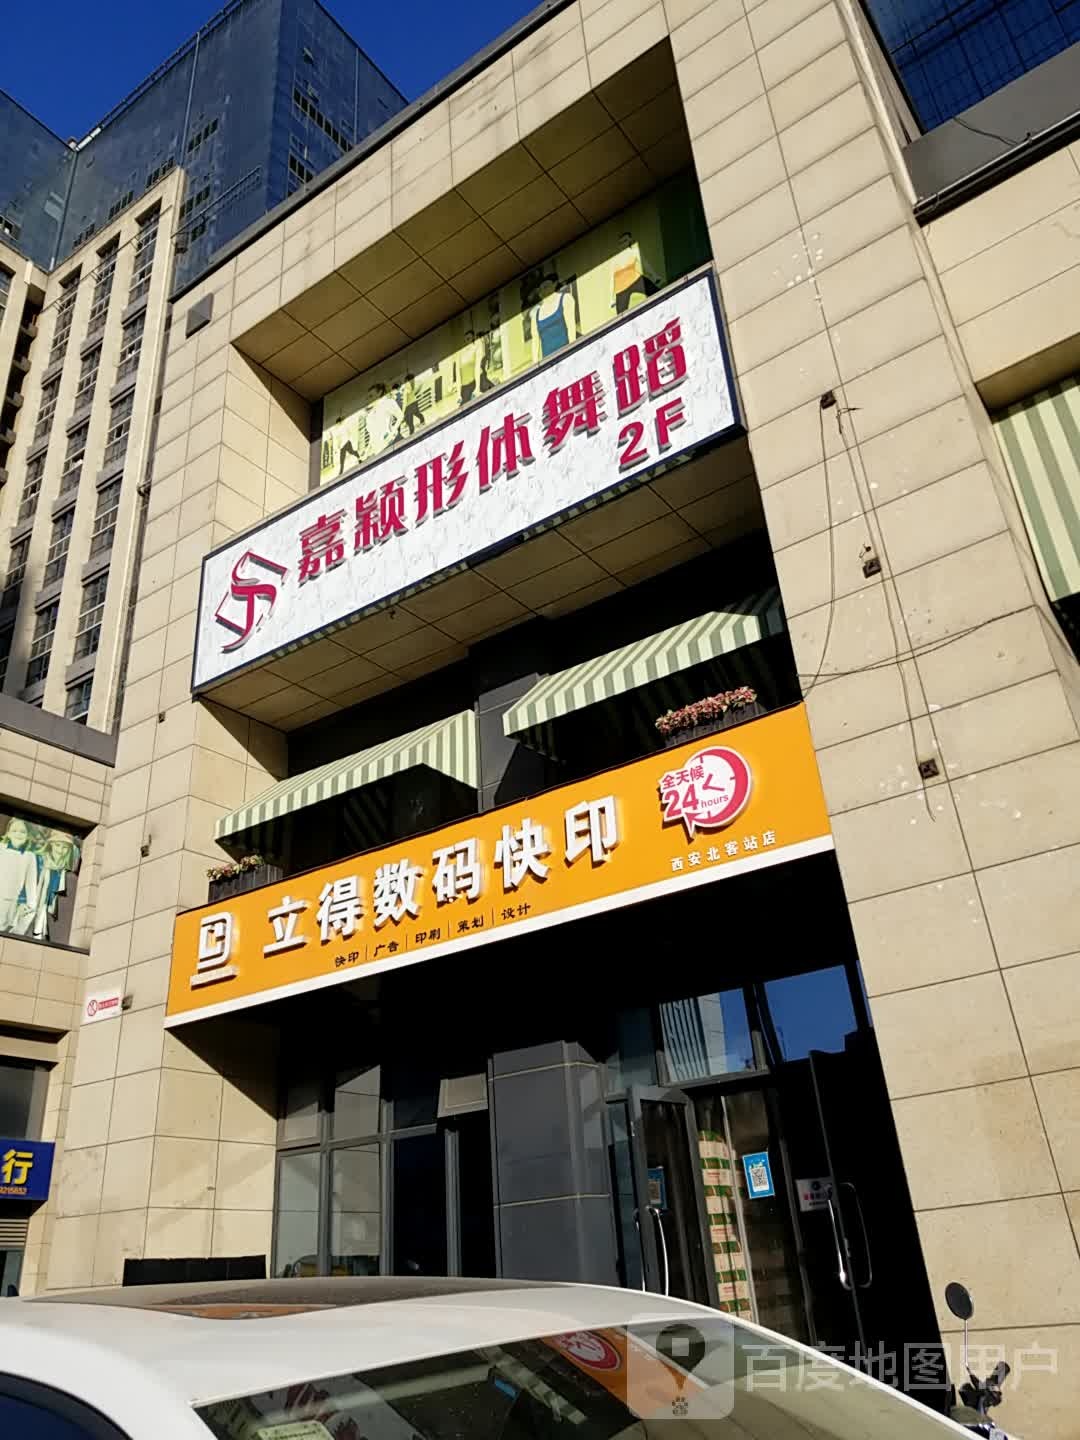 嘉颖形体舞蹈
2F
全天候
24
hours
立得数码快印
西安北客站店
快印｜广告｜印刷｜策划｜设计
行
百度地图用户